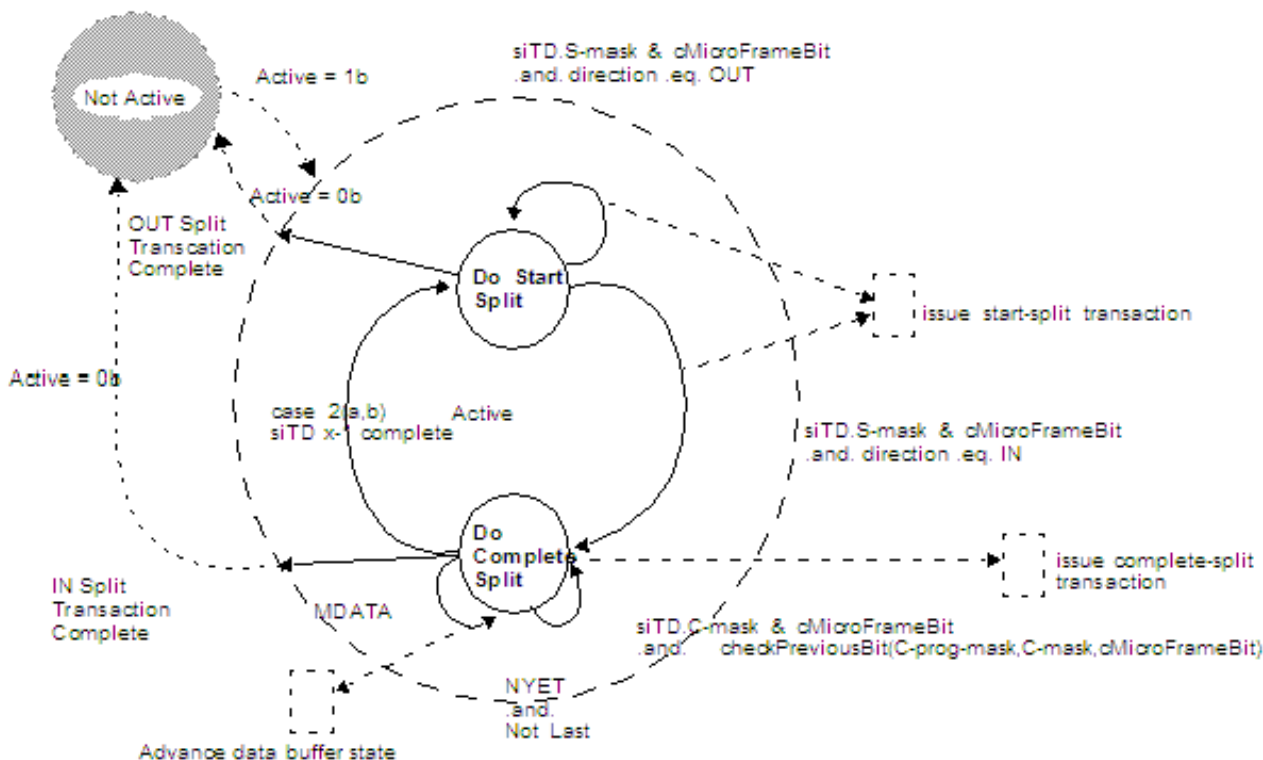 siTD.S-mask & cMicroFrameBit
.and. direction .eq. OUT
Active = 1b
Not Active
Active = 0b
OUT Split
Transcation
Complete
Do Start
Split
issue start-split transaction
Active = 0b
case 2(a,b)
siTD x-1 complete
Active
siTD.S-mask & cMicroFrameBit
.and. direction .eq. IN
Do
Complete
Split
issue complete-split
transaction
IN Split
Transaction
Complete
MDATA
siTD.C-mask & cMicroFrameBit
.and. checkPreviousBit(C-prog-mask,C-mask,cMicroFrameBit)
NYET
.and.
Not Last
Advance data buffer state